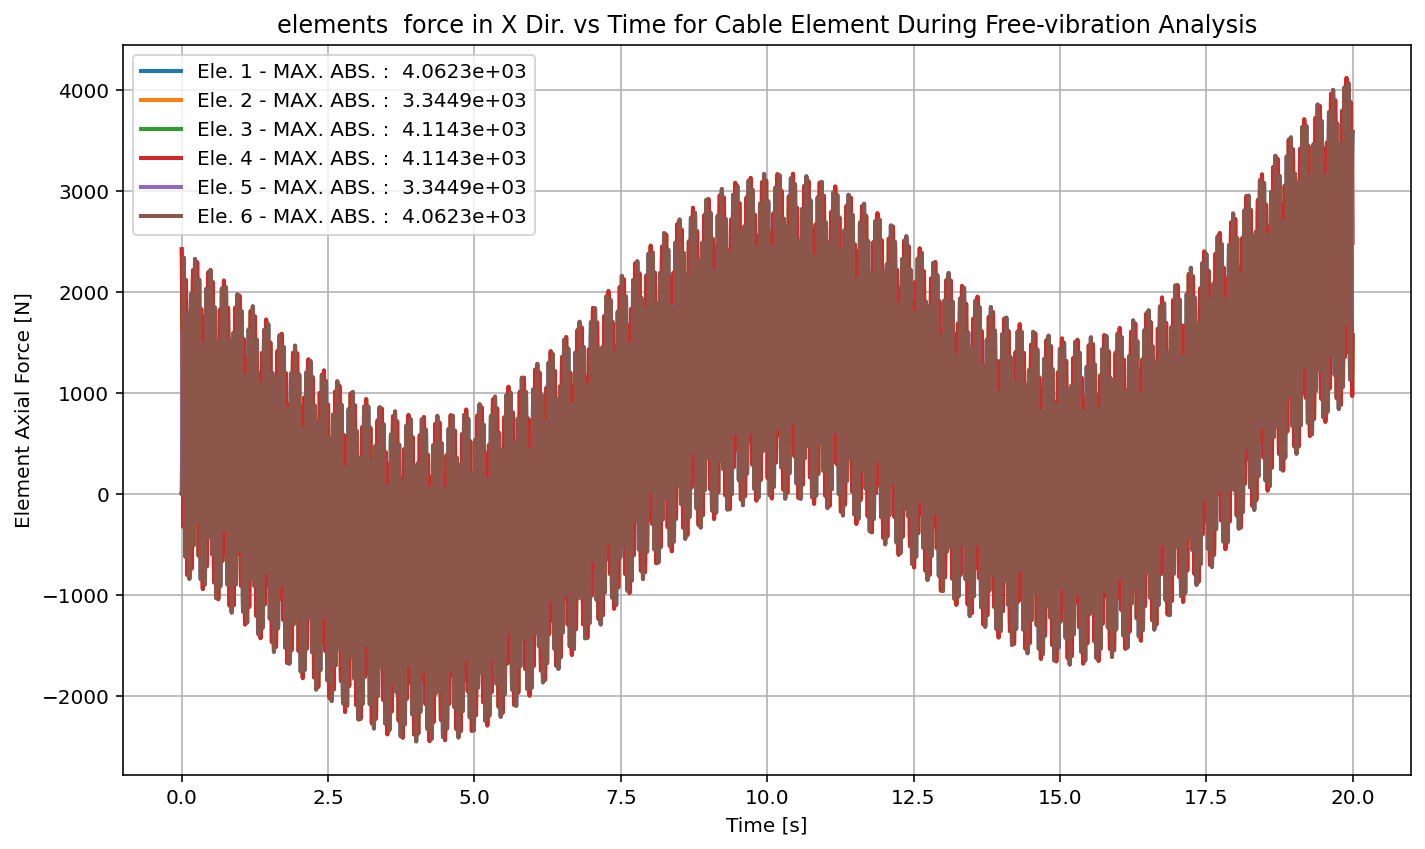 elements  force in X Dir. vs Time for Cable Element During Free-vibration Analysis
Ele. 1 - MAX. ABS. :  4.0623e+03
Ele. 2 - MAX. ABS. :  3.3449e+03
Ele. 3 - MAX. ABS. :  4.1143e+03
Ele. 4 - MAX. ABS. :  4.1143e+03
Ele. 5 - MAX. ABS. :  3.3449e+03
Ele. 6 - MAX. ABS. :  4.0623e+03
Element Axial Force [N]
4000
3000
2000
1000
0
−1000
−2000
0.0 2.5 5.0 7.5 10.0 12.5 15.0 17.5 20.0
Time [s]